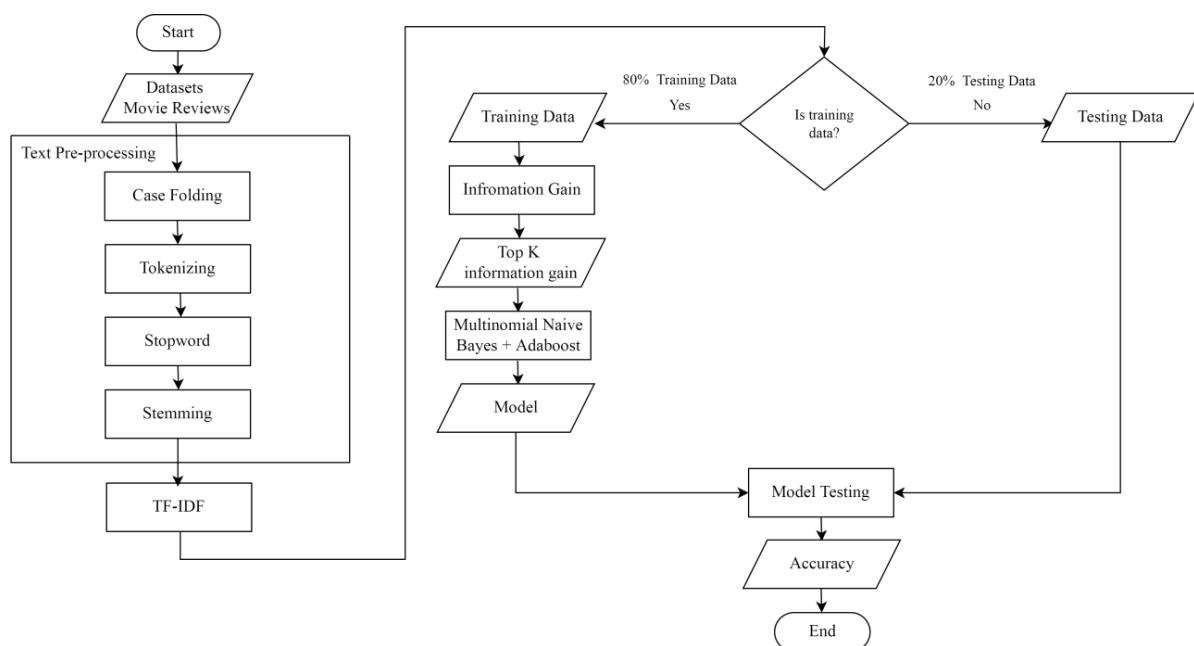 Start
Datasets
Movie Reviews
Text Pre-processing
Case Folding
Tokenizing
Stopword
Stemming
TF-IDF
Is training
data?
80% Training Data
Yes
20% Testing Data
No
Training Data
Infromation Gain
Top K
information gain
Multinomial Naive
Bayes + Adaboost
Model
Testing Data
Model Testing
Accuracy
End